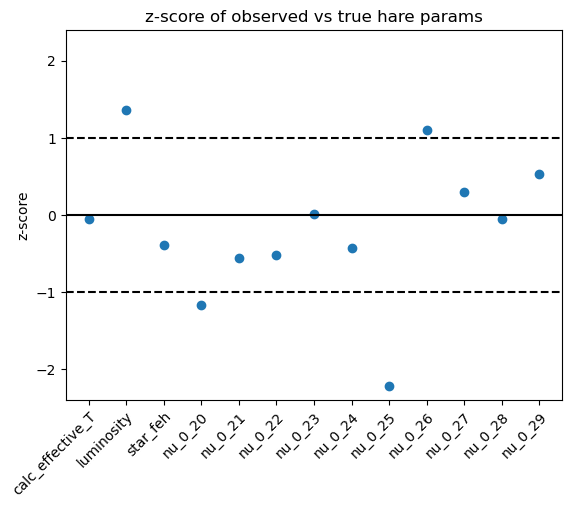 z-score of observed vs true hare params
z-score
2
1
0
−1
−2
calc_effective_T
luminosity
star_feh
nu_0_20
nu_0_21
nu_0_22
nu_0_23
nu_0_24
nu_0_25
nu_0_26
nu_0_27
nu_0_28
nu_0_29